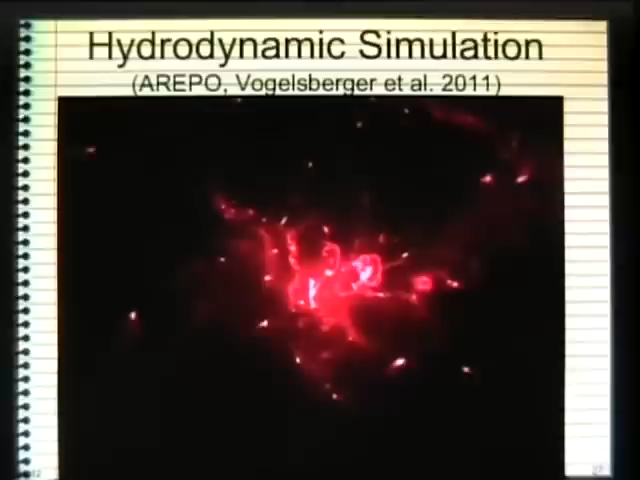 Hydrodynamic Simulation
(AREPO, Vogelsberger et al. 2011)